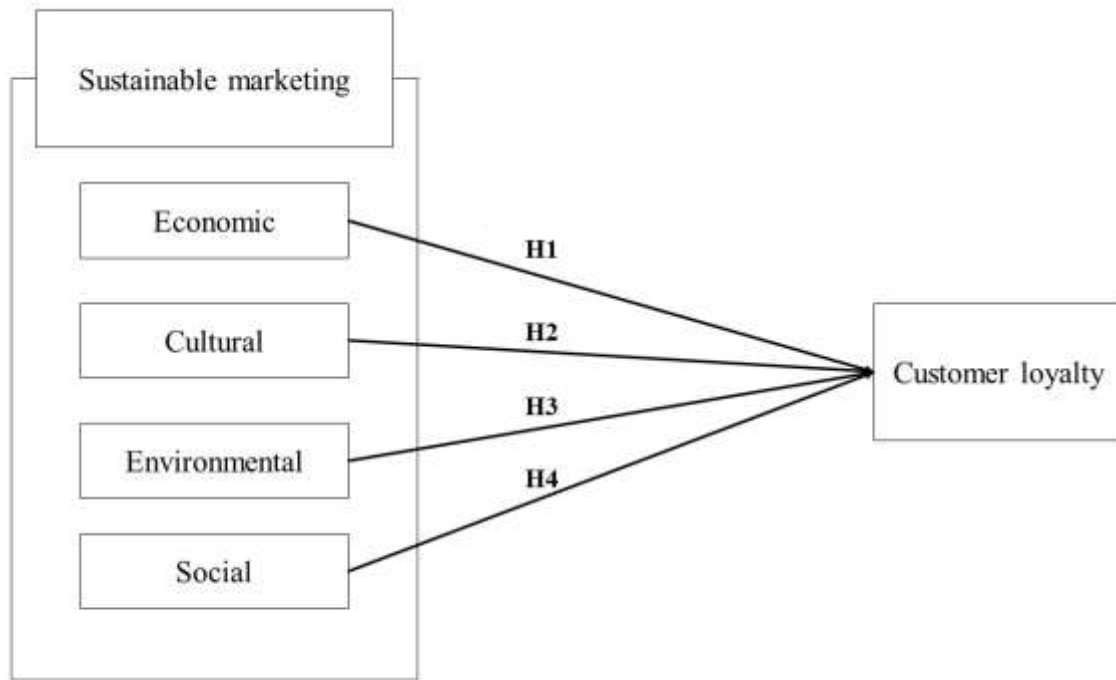 Sustainable marketing
Economic
H1
Cultural
H2
Customer loyalty
H3
Environmental
H4
Social